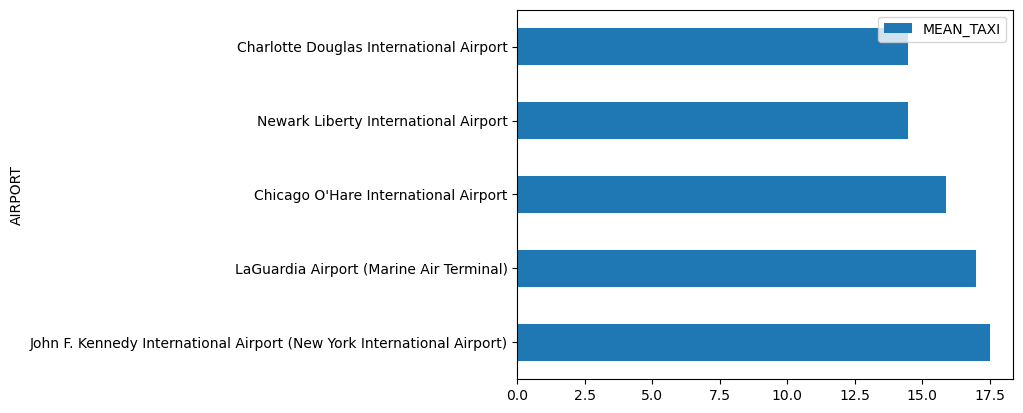 MEAN_TAXI
Charlotte Douglas International Airport
Newark Liberty International Airport
Chicago O'Hare International Airport
LaGuardia Airport (Marine Air Terminal)
John F. Kennedy International Airport (New York International Airport)
AIRPORT
0.0 2.5 5.0 7.5 10.0 12.5 15.0 17.5